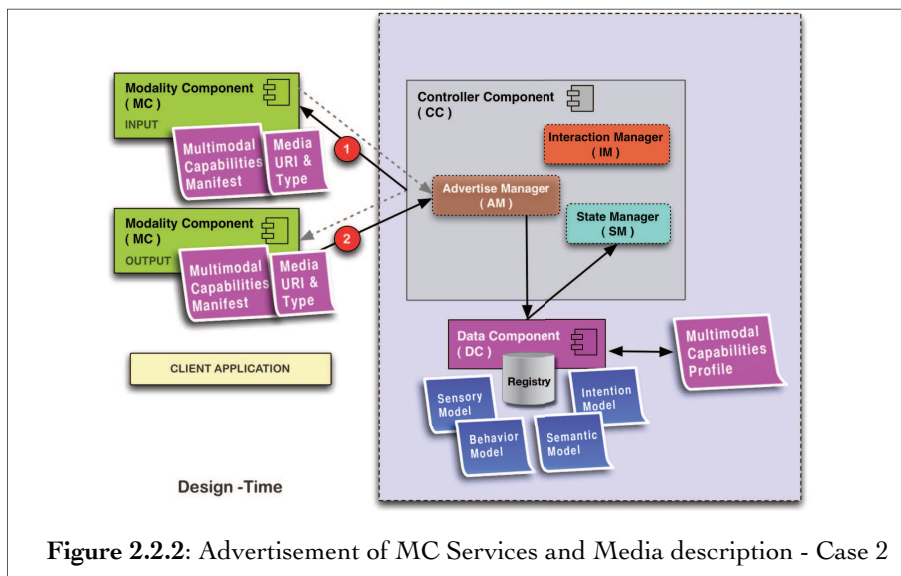 Modality Component
( MC )
INPUT
Multimodal
Capabilities
Manifest
Media
URI &
Type
1
Modality Component
( MC )
OUTPUT
Multimodal
Capabilities
Manifest
Media
URI &
Type
2
CLIENT APPLICATION
Design -Time
Controller Component
( CC )
Interaction Manager
( IM )
Advertise Manager
( AM )
State Manager
( SM )
Data Component
( DC )
Registry
Multimodal
Capabilities
Profile
Sensory
Model
Behavior
Model
Semantic
Model
Intention
Model
Figure 2.2.2: Advertisement of MC Services and Media description - Case 2